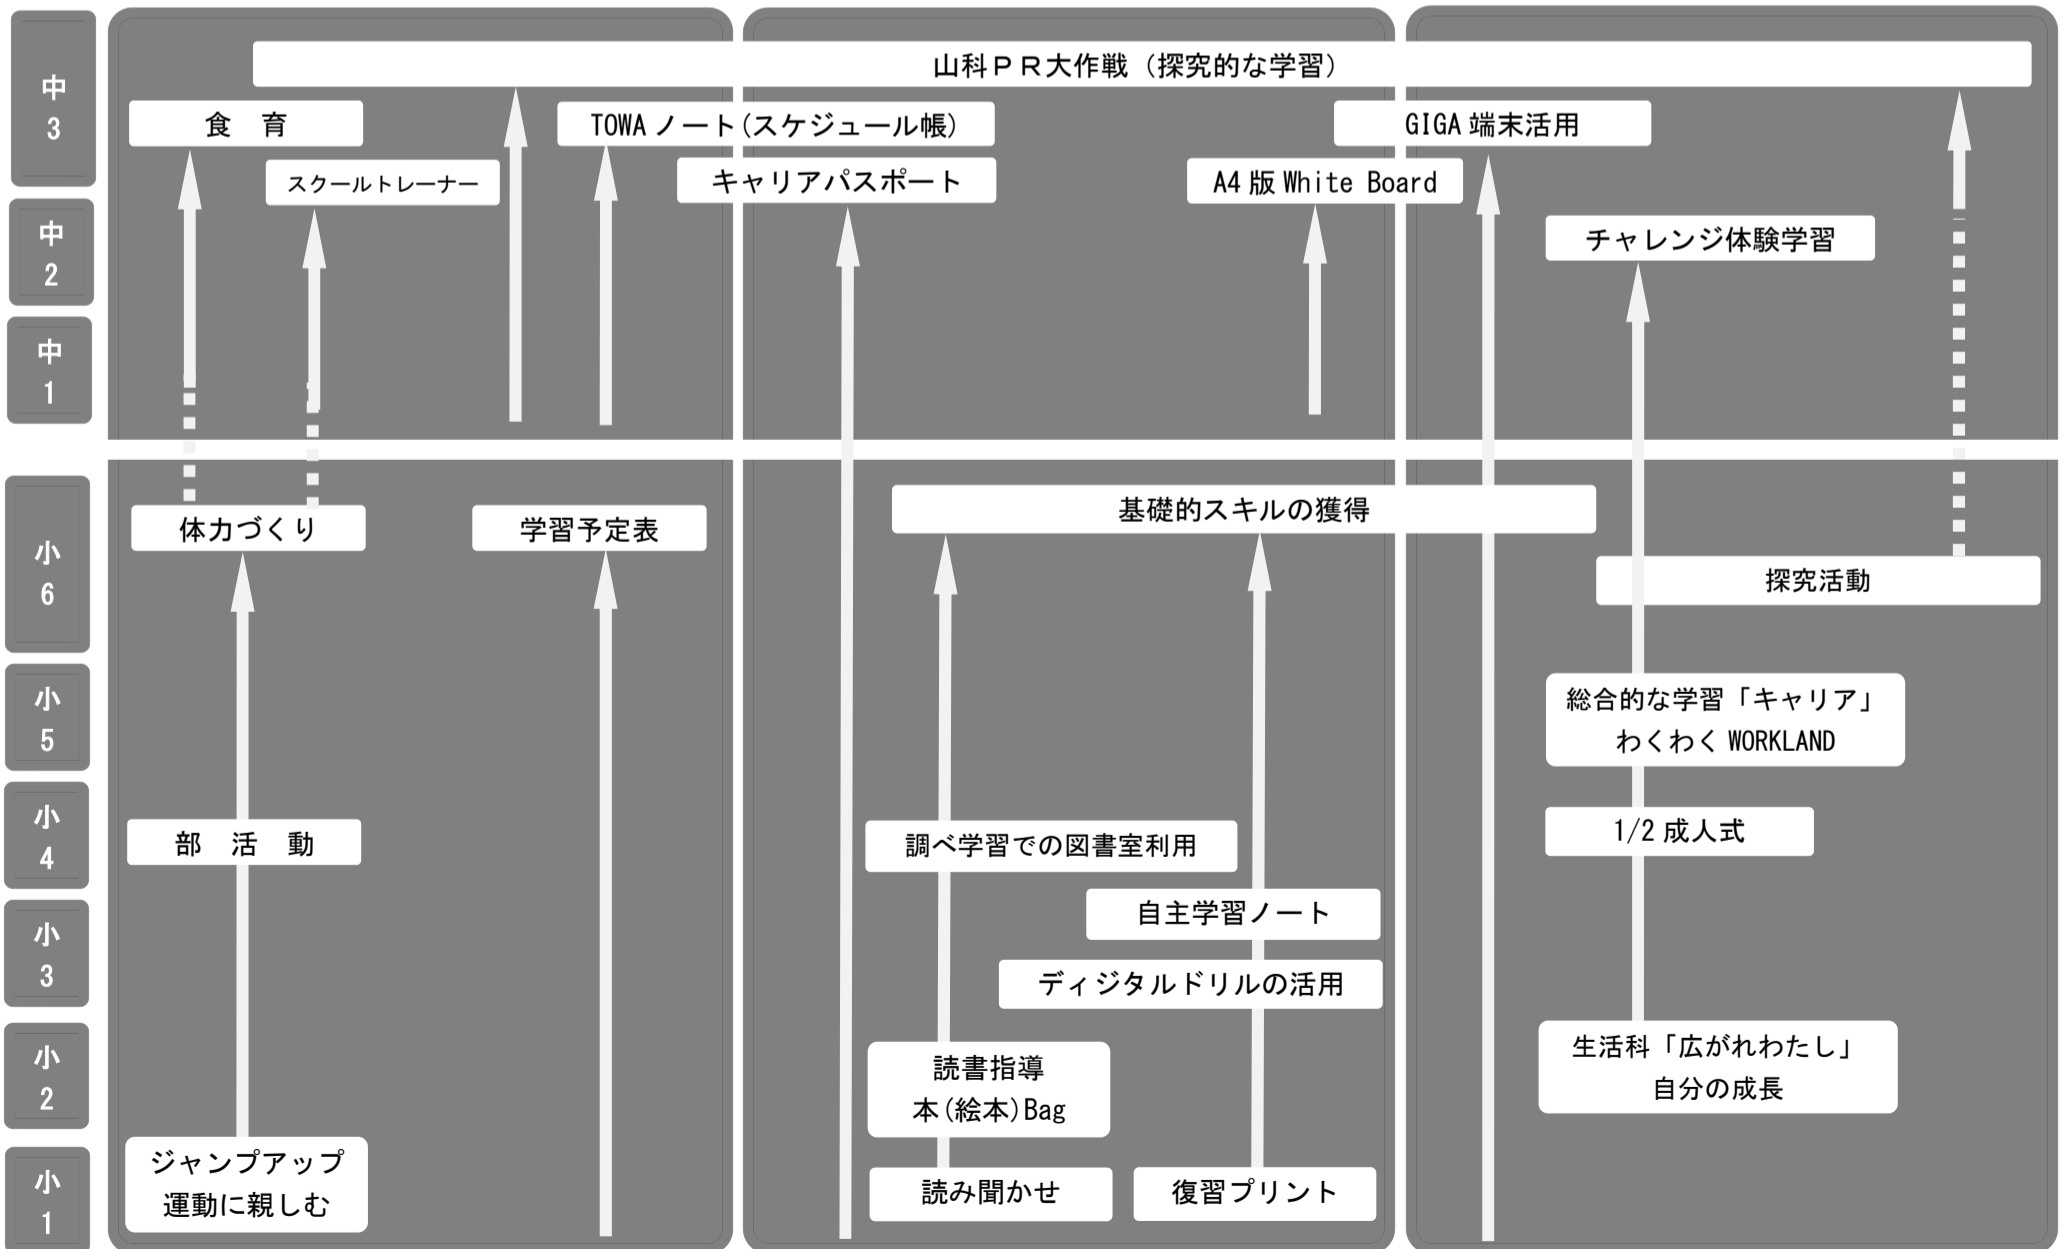 中
3
山科ＰＲ大作戦（探究的な学習）
食　育
TOWA ノート(スケジュール帳)
GIGA 端末活用
スクールトレーナー
キャリアパスポート
A4 版 White Board
中
2
チャレンジ体験学習
中
1
小
6
体力づくり
学習予定表
基礎的スキルの獲得
探究活動
小
5
総合的な学習「キャリア」
わくわく WORKLAND
小
4
部　活　動
調べ学習での図書室利用
1/2 成人式
小
3
自主学習ノート
ディジタルドリルの活用
小
2
読書指導
本(絵本)Bag
生活科「広がれわたし」
自分の成長
小
1
ジャンプアップ
運動に親しむ
読み聞かせ
復習プリント